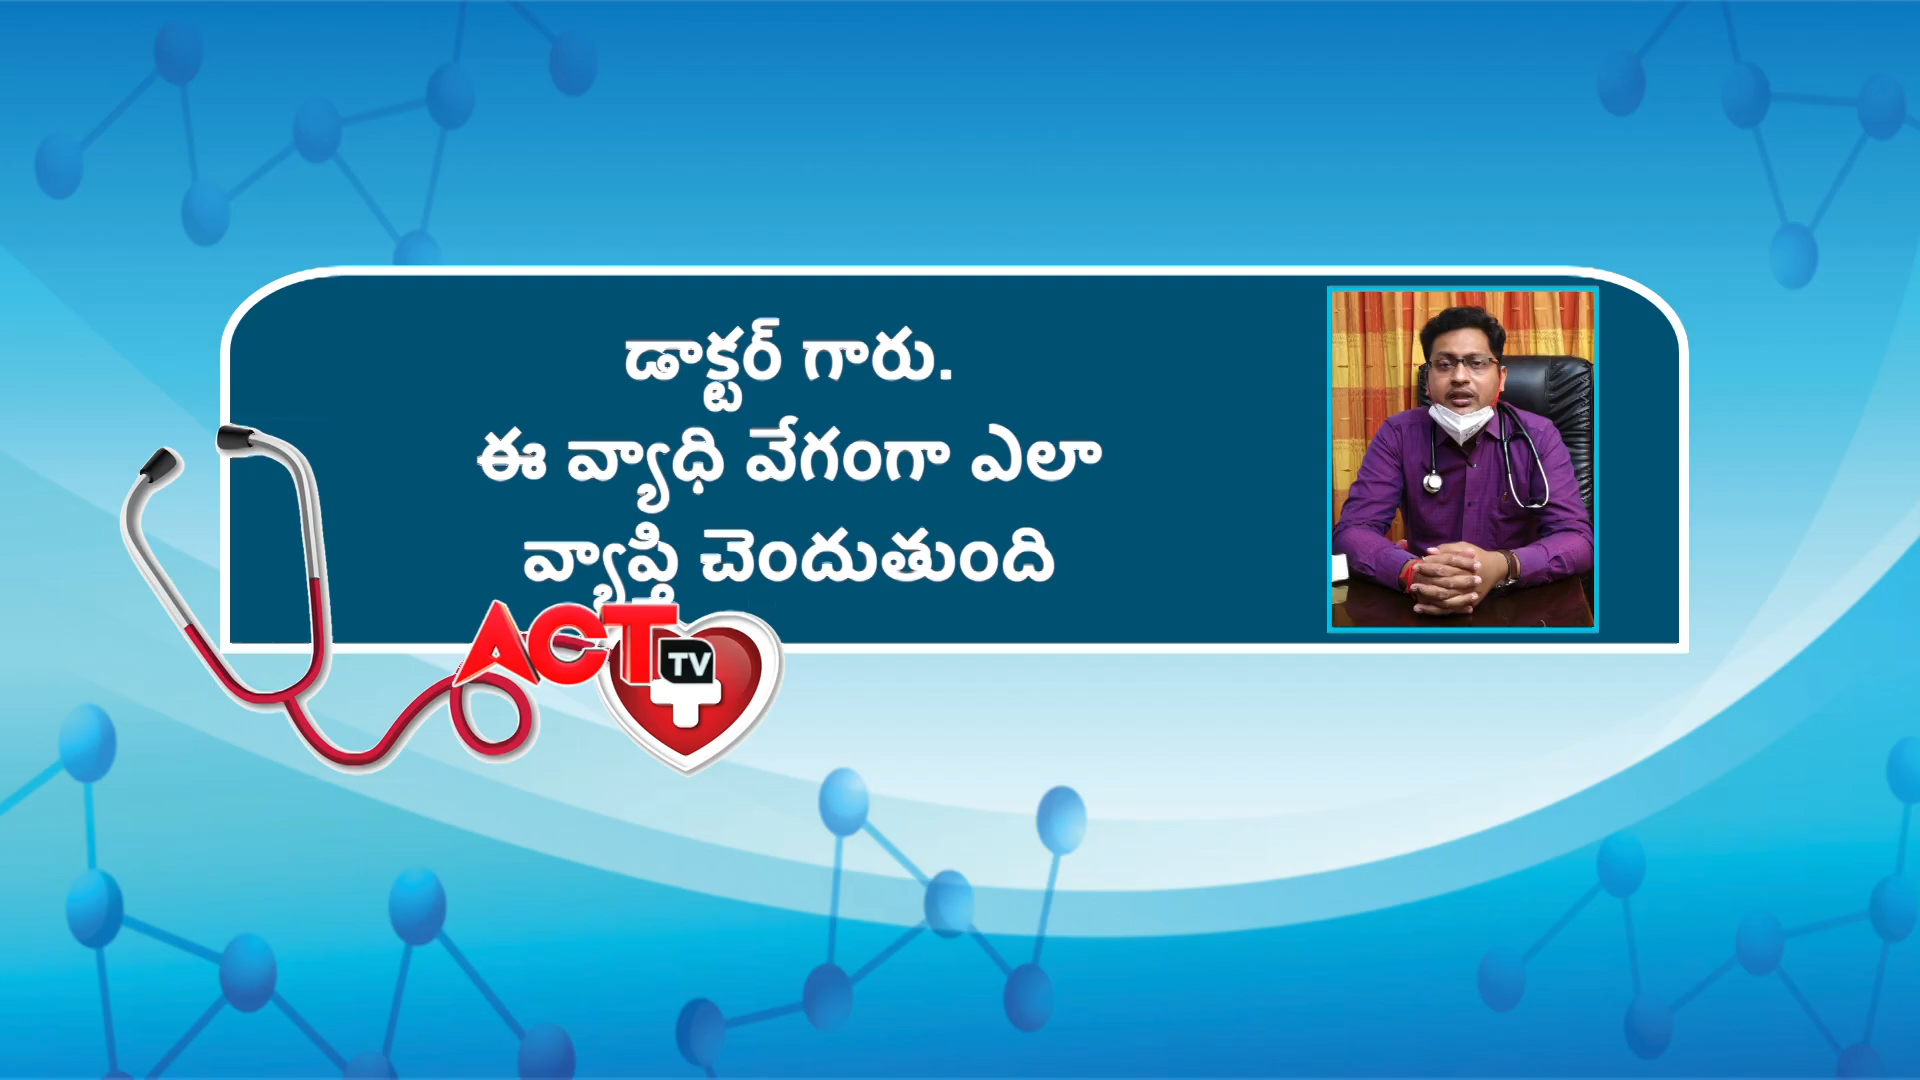 డాక్టర్ గారు.
ఈ వ్యాధి వేగంగా ఎలా
వ్యాప్తి చెందుతుంది
ACT TV